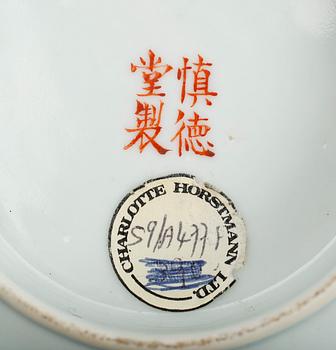 慎德
堂製
CHARLOTTE HORSTMANN LTD.